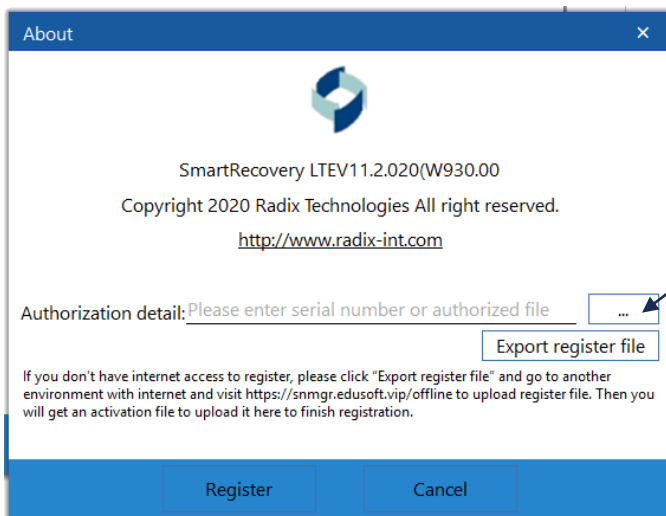 About
SmartRecovery LTEV11.2.020(W930.00
Copyright 2020 Radix Technologies All right reserved.
http://www.radix-int.com
Authorization detail: Please enter serial number or authorized file ...
Export register file
If you don't have internet access to register, please click “Export register file” and go to another
environment with internet and visit https://snmgr.edusoft.vip/offline to upload register file. Then you
will get an activation file to upload it here to finish registration.
Register Cancel